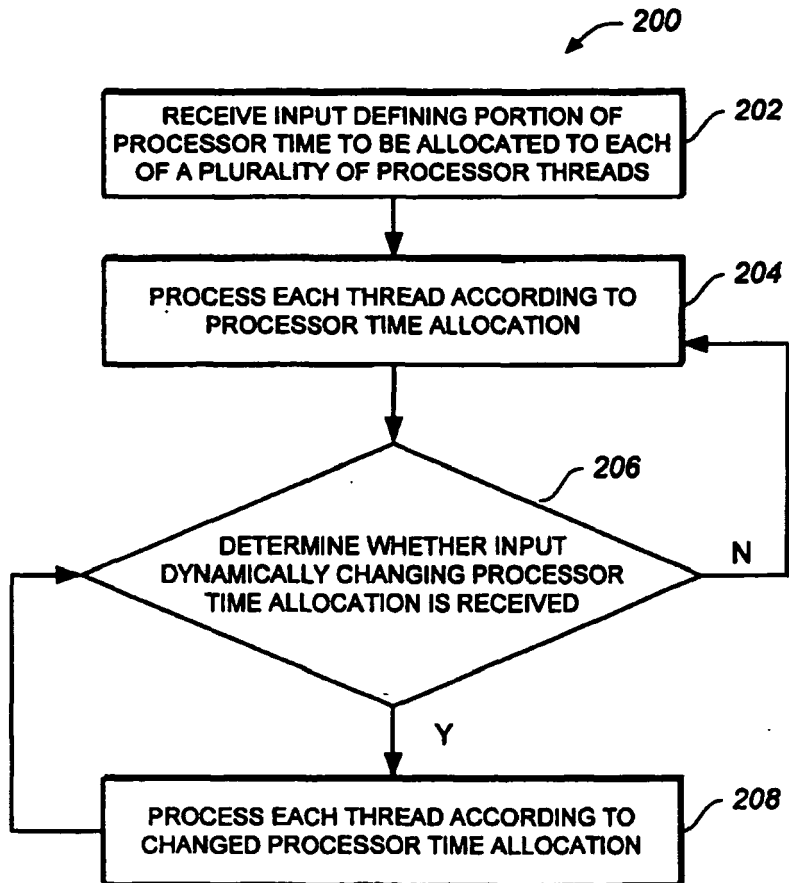 200
RECEIVE INPUT DEFINING PORTION OF
PROCESSOR TIME TO BE ALLOCATED TO EACH
OF A PLURALITY OF PROCESSOR THREADS
202
PROCESS EACH THREAD ACCORDING TO
PROCESSOR TIME ALLOCATION
204
206
DETERMINE WHETHER INPUT
DYNAMICALLY CHANGING PROCESSOR
TIME ALLOCATION IS RECEIVED
N
Y
PROCESS EACH THREAD ACCORDING TO
CHANGED PROCESSOR TIME ALLOCATION
208